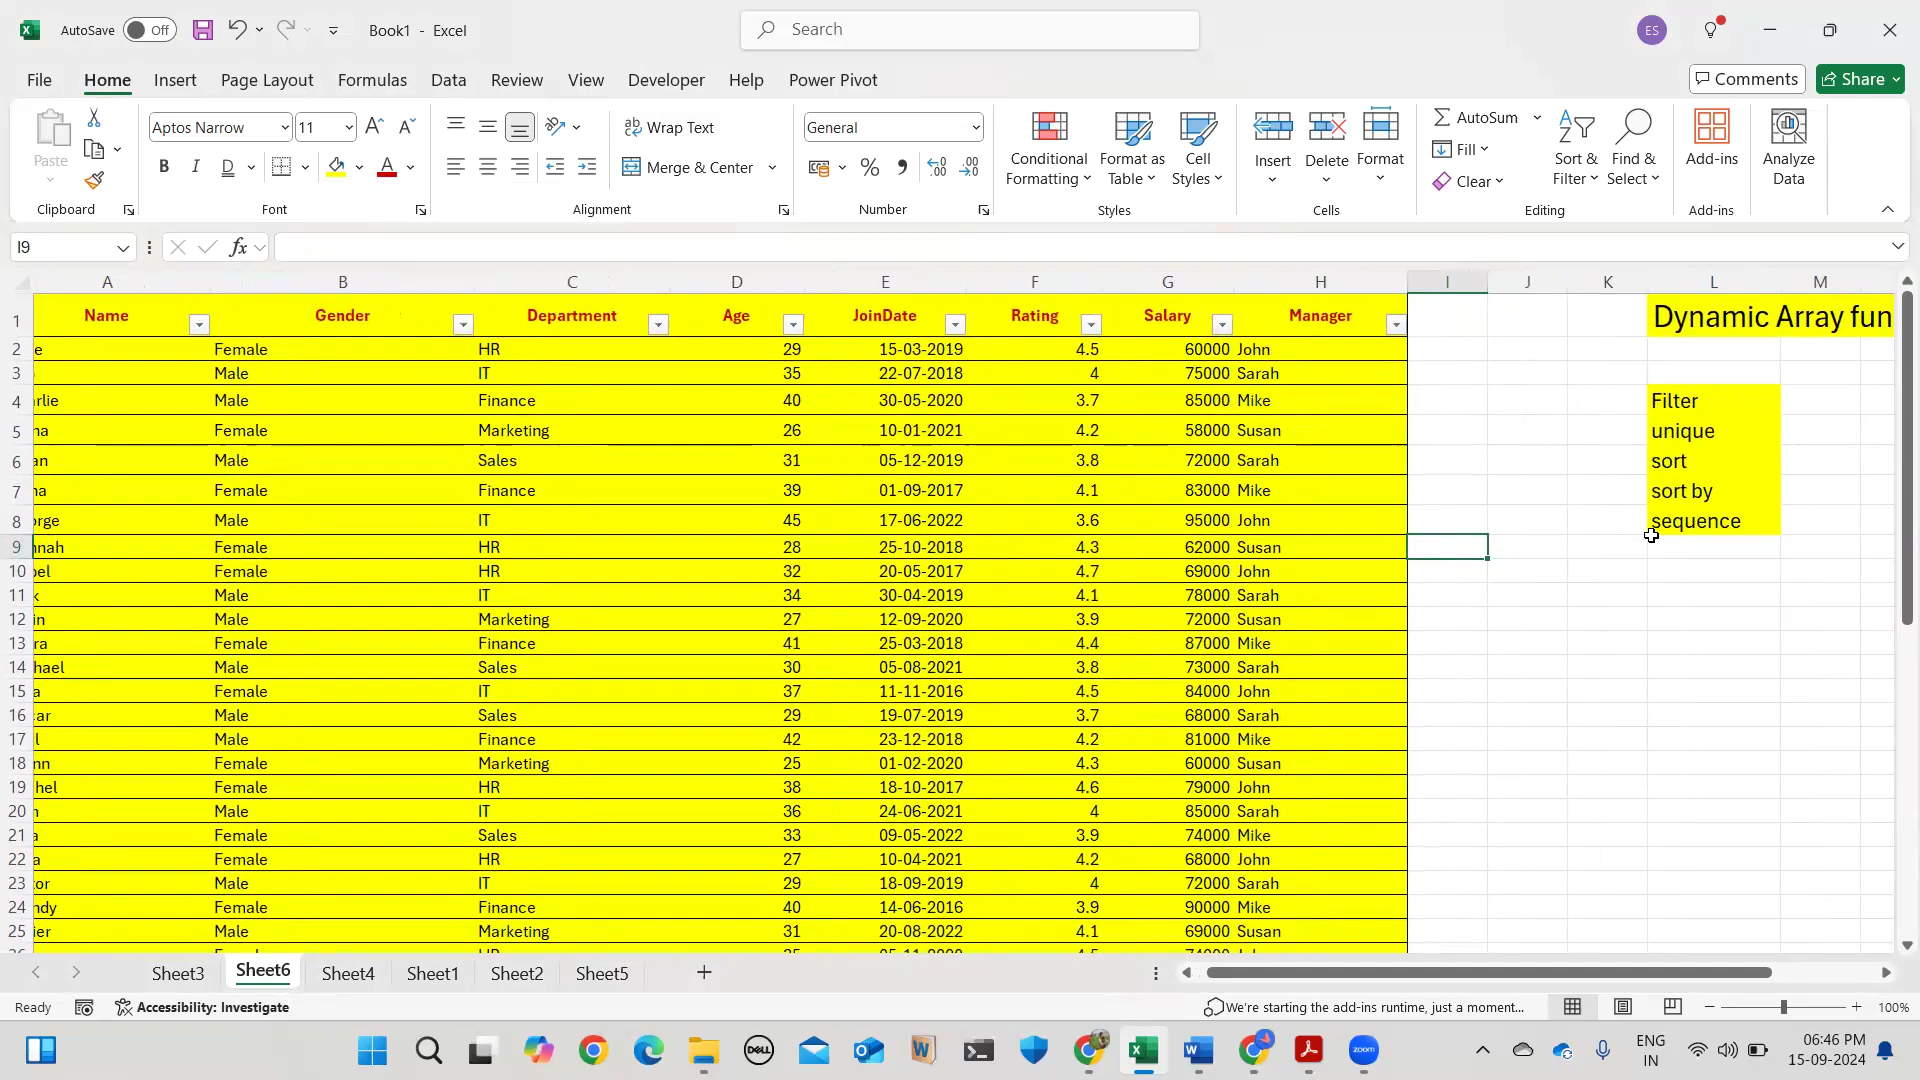 AutoSave Off Book1 - Excel Search ES
File Home Insert Page Layout Formulas Data Review View Developer Help Power Pivot Comments Share
Paste Aptos Narrow 11 Wrap Text Merge & Center General Conditional Formatting Format as Table Cell Styles Insert Delete Format AutoSum Fill Clear Sort & Filter Find & Select Add-ins Analyze Data
Clipboard Font Alignment Number Styles Cells Editing Add-ins
I9 fx
A B C D E F G H I J K L M
1 Name Gender Department Age JoinDate Rating Salary Manager Dynamic Array fun
2 e Female HR 29 15-03-2019 4.5 60000 John
3 Male IT 35 22-07-2018 4 75000 Sarah
4 rlie Male Finance 40 30-05-2020 3.7 85000 Mike Filter
5 na Female Marketing 26 10-01-2021 4.2 58000 Susan unique
6 an Male Sales 31 05-12-2019 3.8 72000 Sarah sort
7 na Female Finance 39 01-09-2017 4.1 83000 Mike sort by
8 orge Male IT 45 17-06-2022 3.6 95000 John sequence
9 nnah Female HR 28 25-10-2018 4.3 62000 Susan
10 bel Female HR 32 20-05-2017 4.7 69000 John
11 k Male IT 34 30-04-2019 4.1 78000 Sarah
12 in Male Marketing 27 12-09-2020 3.9 72000 Susan
13 ra Female Finance 41 25-03-2018 4.4 87000 Mike
14 hael Male Sales 30 05-08-2021 3.8 73000 Sarah
15 a Female IT 37 11-11-2016 4.5 84000 John
16 car Male Sales 29 19-07-2019 3.7 68000 Sarah
17 l Male Finance 42 23-12-2018 4.2 81000 Mike
18 nn Female Marketing 25 01-02-2020 4.3 60000 Susan
19 hel Female HR 38 18-10-2017 4.6 79000 John
20 n Male IT 36 24-06-2021 4 85000 Sarah
21 a Female Sales 33 09-05-2022 3.9 74000 Mike
22 a Female HR 27 10-04-2021 4.2 68000 John
23 tor Male IT 29 18-09-2019 4 72000 Sarah
24 ndy Female Finance 40 14-06-2016 3.9 90000 Mike
25 ier Male Marketing 31 20-08-2022 4.1 69000 Susan
Sheet3 Sheet6 Sheet4 Sheet1 Sheet2 Sheet5
Ready Accessibility: Investigate We're starting the add-ins runtime, just a moment... 100%
DELL W zoom ENG IN 06:46 PM 15-09-2024